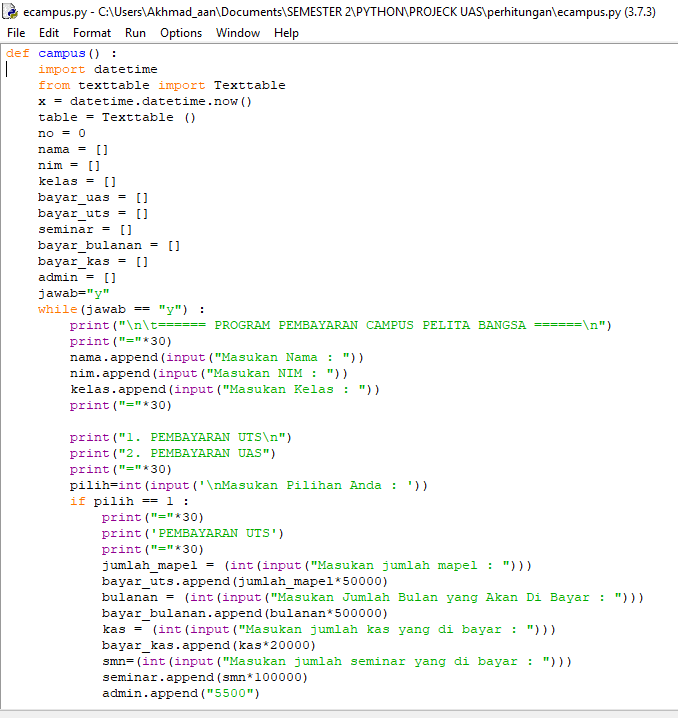 ecampus.py - C:\Users\Akhmad_aan\Documents\SEMESTER 2\PYTHON\PROJECK UAS\perhitungan\ecampus.py (3.7.3)
File Edit Format Run Options Window Help
def campus() :
    import datetime
    from texttable import Texttable
    x = datetime.datetime.now()
    table = Texttable ()
    no = 0
    nama = []
    nim = []
    kelas = []
    bayar_uas = []
    bayar_uts = []
    seminar = []
    bayar_bulanan = []
    bayar_kas = []
    admin = []
    jawab="y"
    while(jawab == "y") :
        print("\n\t====== PROGRAM PEMBAYARAN CAMPUS PELITA BANGSA ======\n")
        print("="*30)
        nama.append(input("Masukan Nama : "))
        nim.append(input("Masukan NIM : "))
        kelas.append(input("Masukan Kelas : "))
        print("="*30)

        print("1. PEMBAYARAN UTS\n")
        print("2. PEMBAYARAN UAS")
        print("="*30)
        pilih=int(input('\nMasukan Pilihan Anda : '))
        if pilih == 1 :
            print("="*30)
            print('PEMBAYARAN UTS')
            print("="*30)
            jumlah_mapel = (int(input("Masukan jumlah mapel : ")))
            bayar_uts.append(jumlah_mapel*50000)
            bulanan = (int(input("Masukan Jumlah Bulan yang Akan Di Bayar : ")))
            bayar_bulanan.append(bulanan*500000)
            kas = (int(input("Masukan jumlah kas yang di bayar : ")))
            bayar_kas.append(kas*20000)
            smn=(int(input("Masukan jumlah seminar yang di bayar : ")))
            seminar.append(smn*100000)
            admin.append("5500")